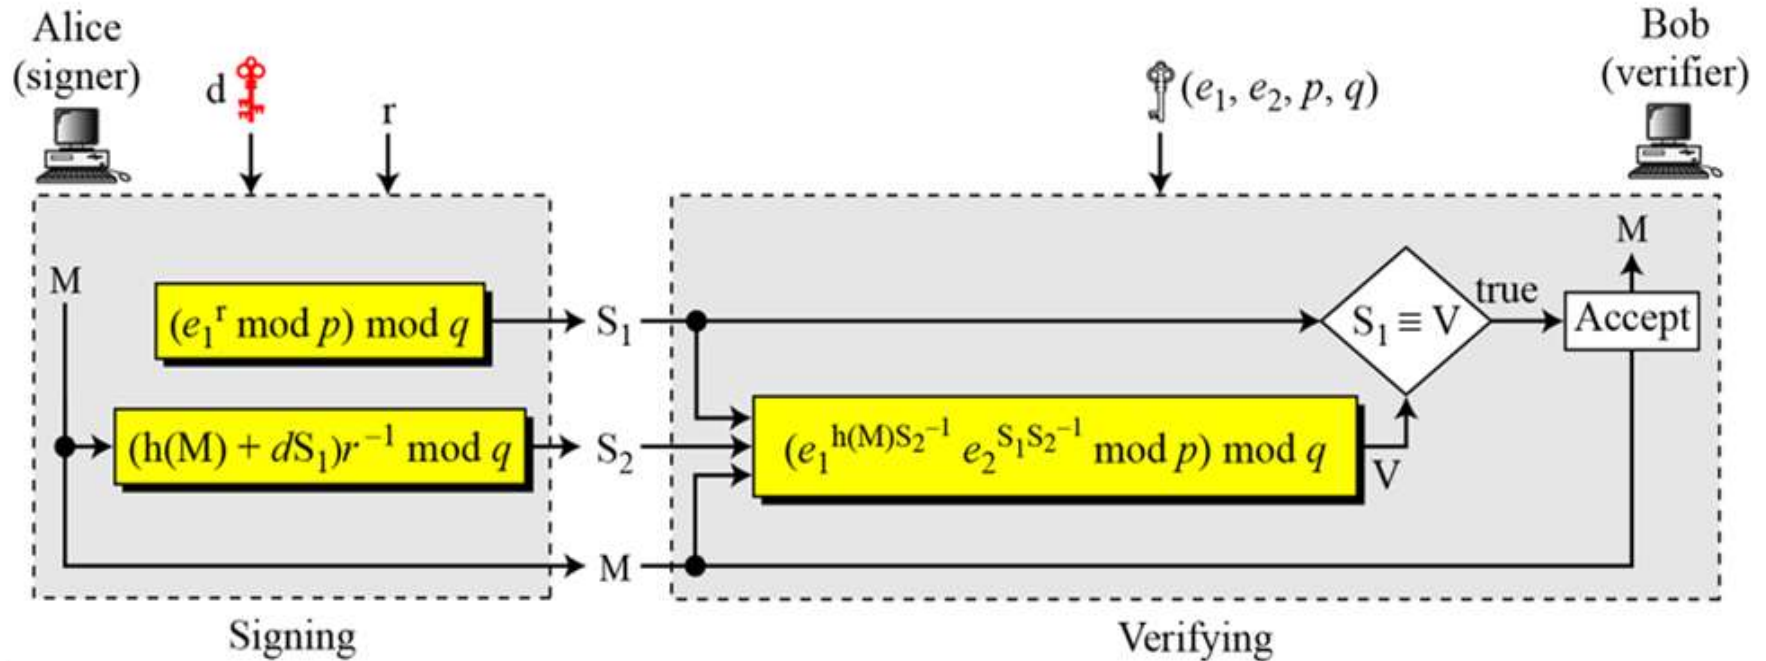 Alice
(signer)
d
r
(e₁, e₂, p, q)
Bob
(verifier)
M
(e₁ʳ mod p) mod q
S₁
S₁ ≡ V
true
Accept
M
(h(M) + dS₁)r⁻¹ mod q
S₂
(e₁^{h(M)S₂⁻¹} e₂^{S₁S₂⁻¹} mod p) mod q
V
M
Signing
Verifying